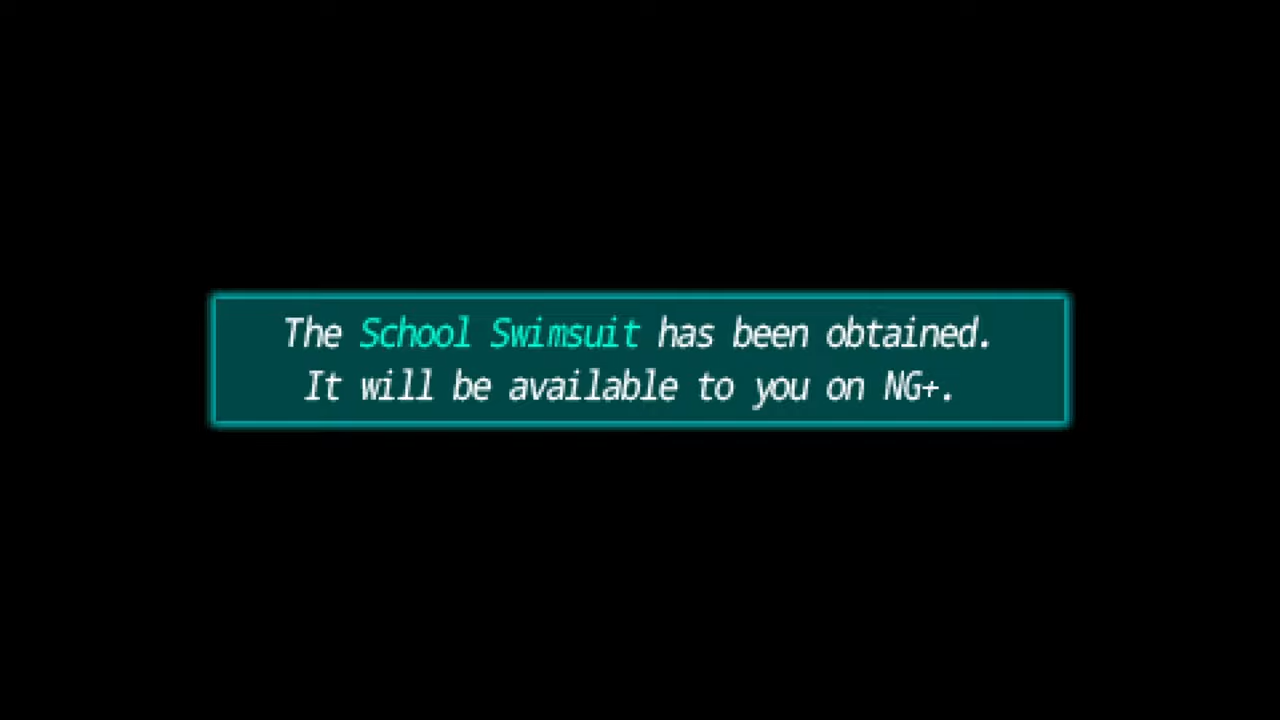 The School Swimsuit has been obtained.
It will be available to you on NG+.